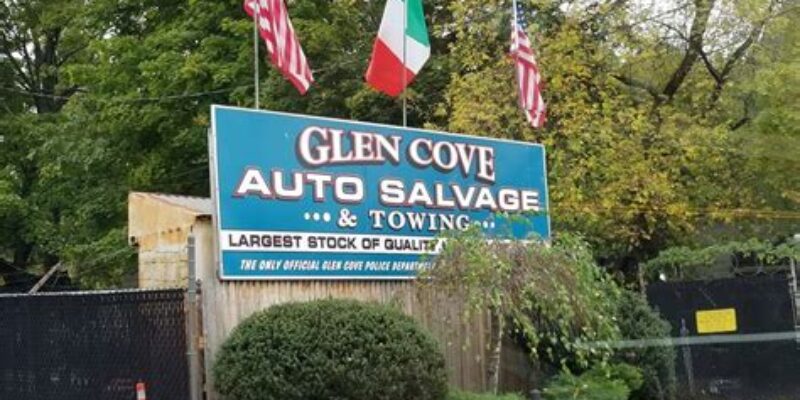 GLEN COVE
AUTO SALVAGE
••• & TOWING •••
LARGEST STOCK OF QUALITY
THE ONLY OFFICIAL GLEN COVE POLICE DEPARTMENT